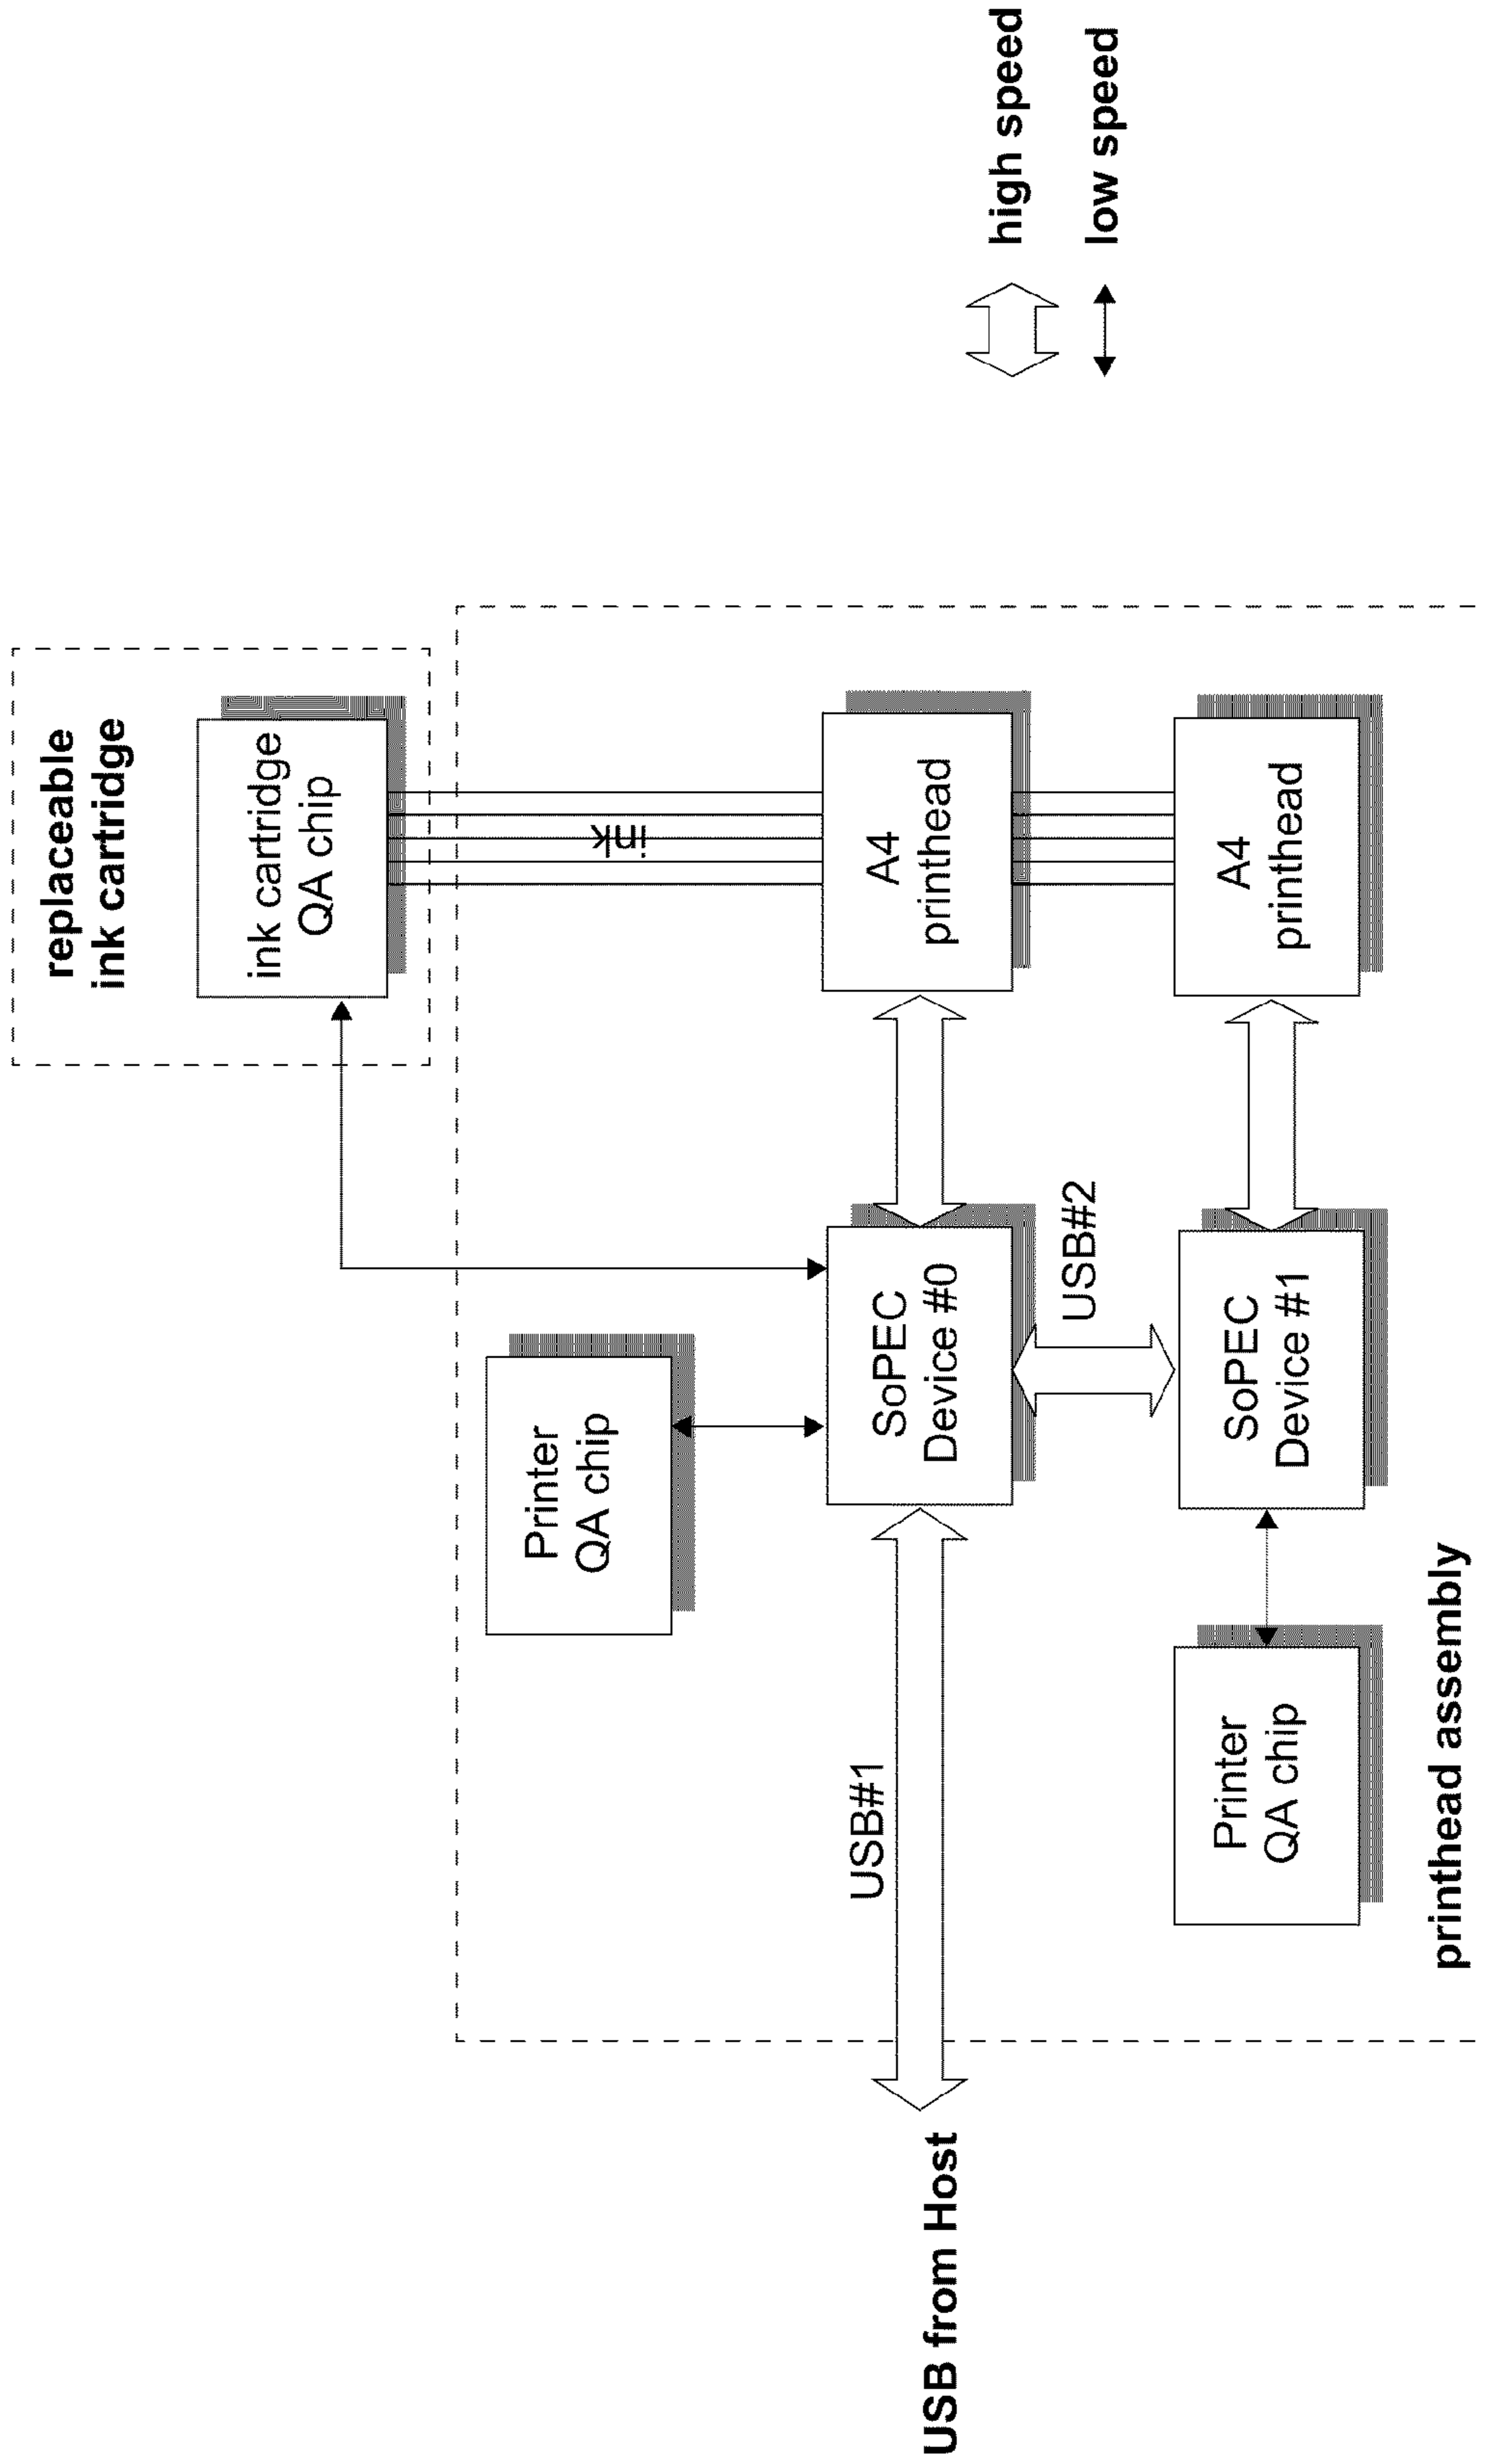 replaceable
ink cartridge
ink cartridge
QA chip
ink
Printer
QA chip
USB#1
SoPEC
Device #0
A4
printhead
USB from Host
USB#2
high speed
low speed
Printer
QA chip
SoPEC
Device #1
A4
printhead
printhead assembly